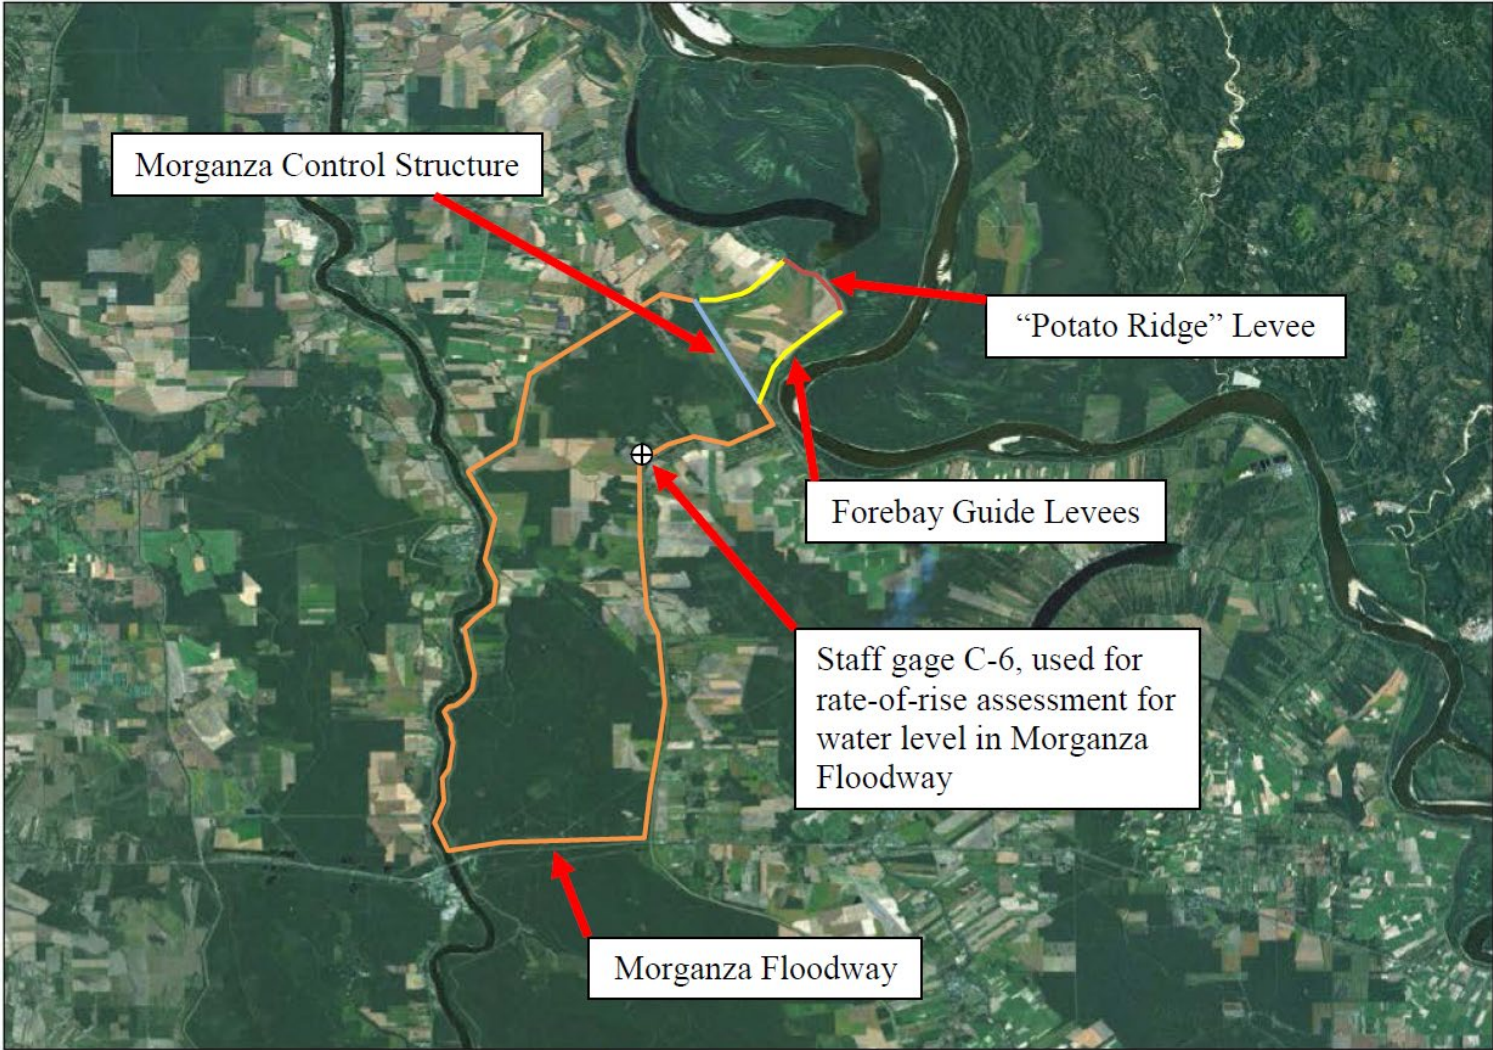 Morganza Control Structure
“Potato Ridge” Levee
Forebay Guide Levees
Staff gage C-6, used for
rate-of-rise assessment for
water level in Morganza
Floodway
Morganza Floodway